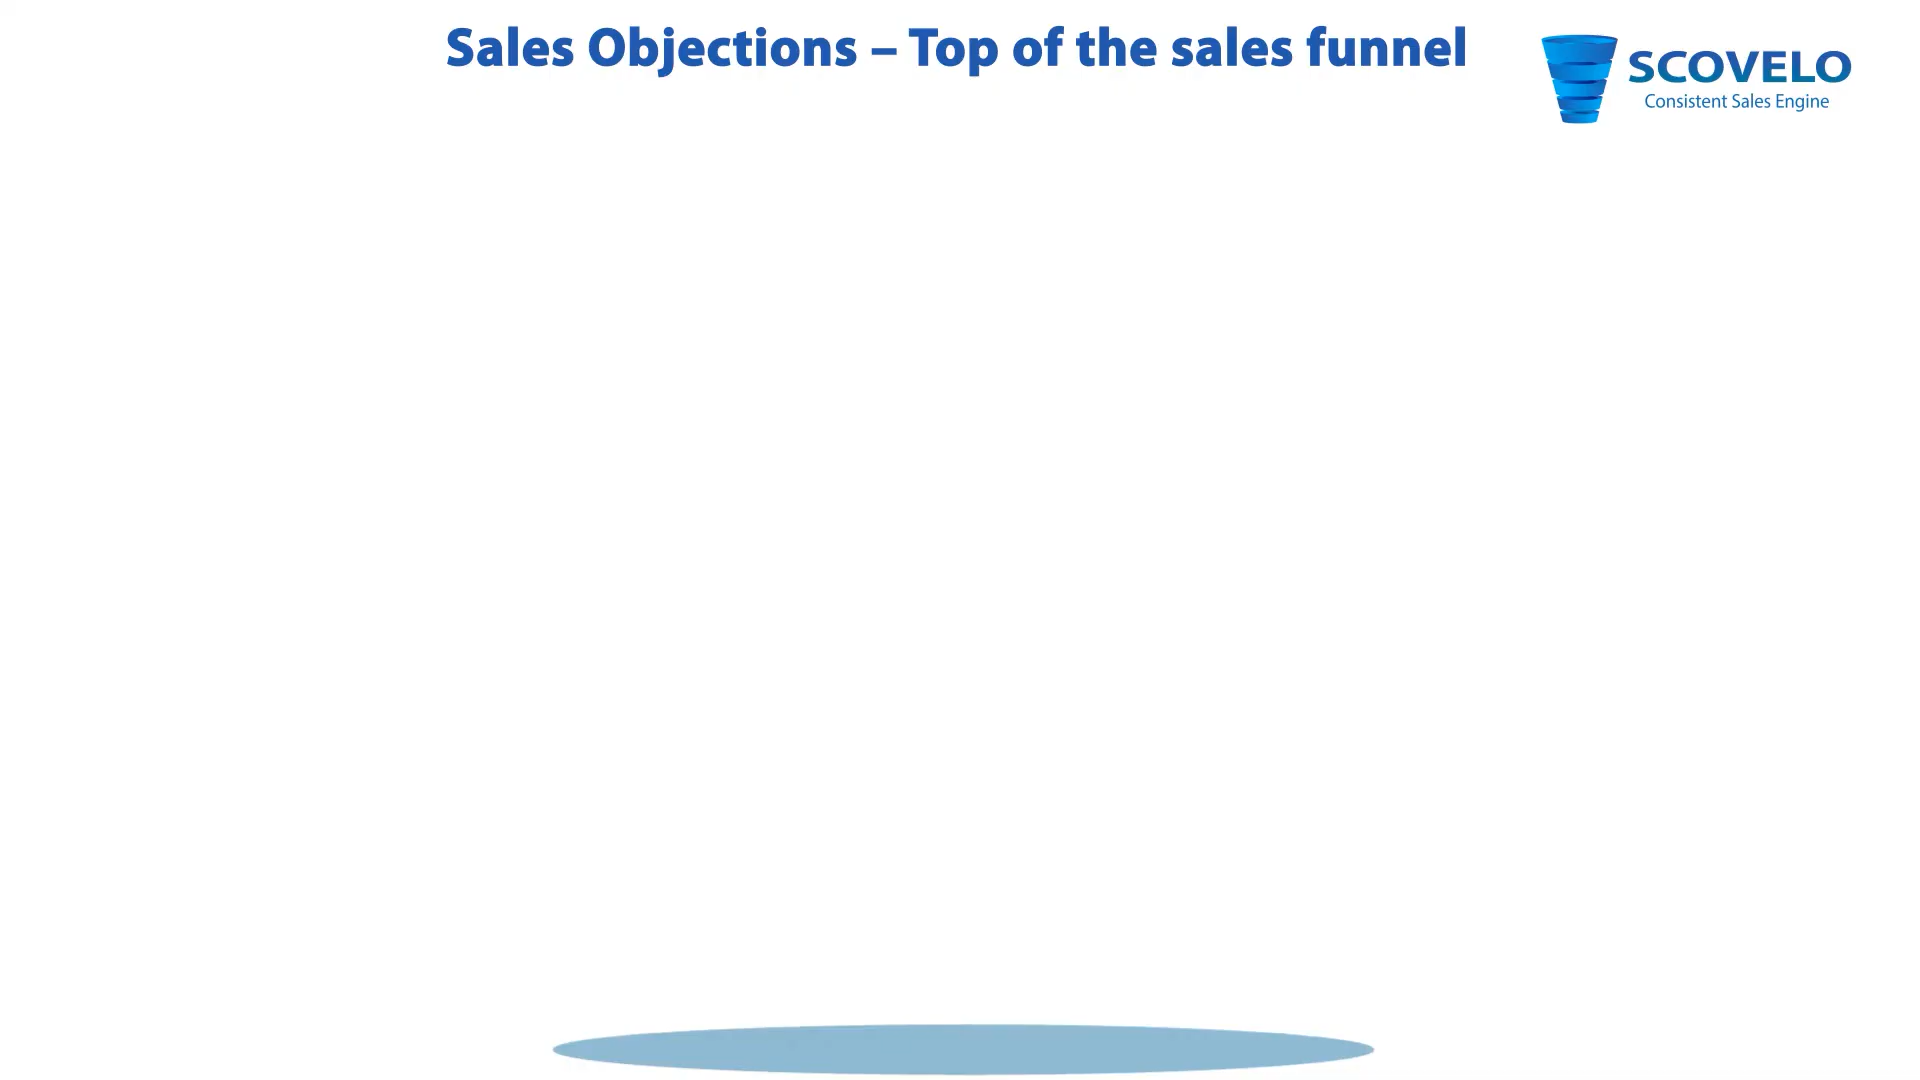 Sales Objections – Top of the sales funnel
SCOVELO
Consistent Sales Engine